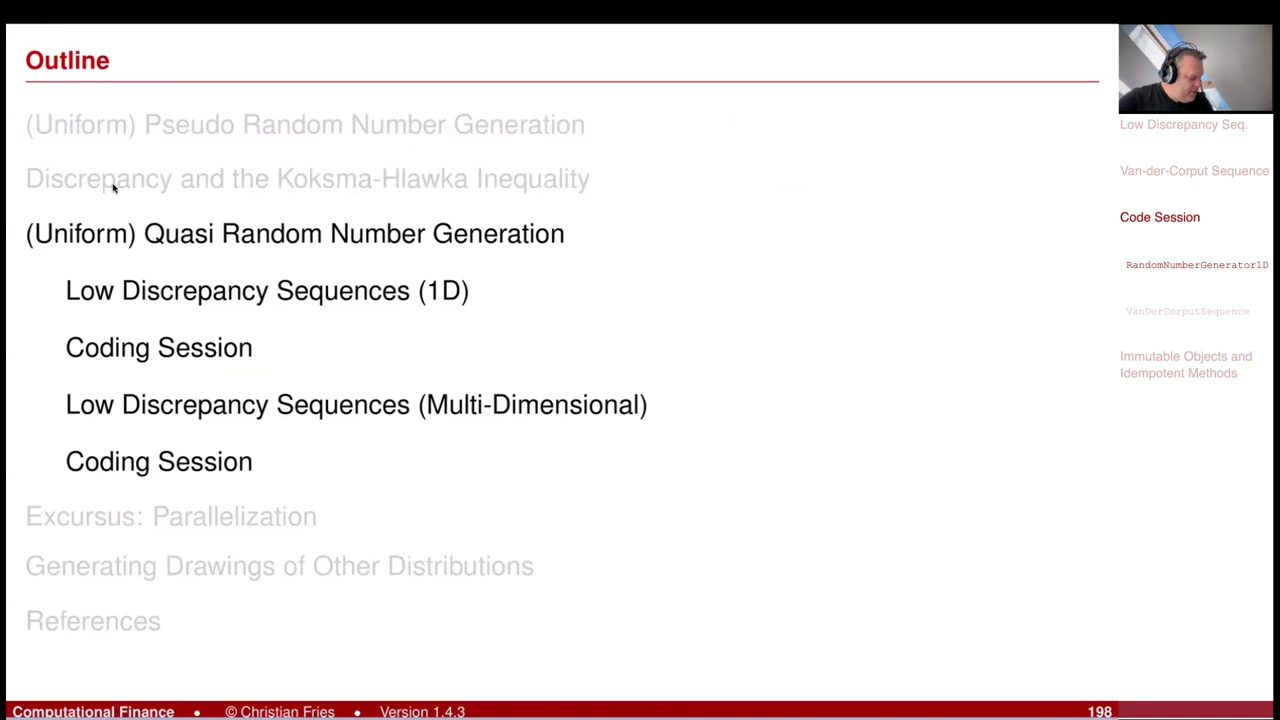 Outline
(Uniform) Pseudo Random Number Generation
Discrepancy and the Koksma-Hlawka Inequality
(Uniform) Quasi Random Number Generation
Low Discrepancy Sequences (1D)
Coding Session
Low Discrepancy Sequences (Multi-Dimensional)
Coding Session
Excursus: Parallelization
Generating Drawings of Other Distributions
References
Low Discrepancy Seq.
Van-der-Corput Sequence
Code Session
RandomNumberGenerator1D
VanDerCorputSequence
Immutable Objects and
Idempotent Methods
Computational Finance • © Christian Fries • Version 1.4.3 198